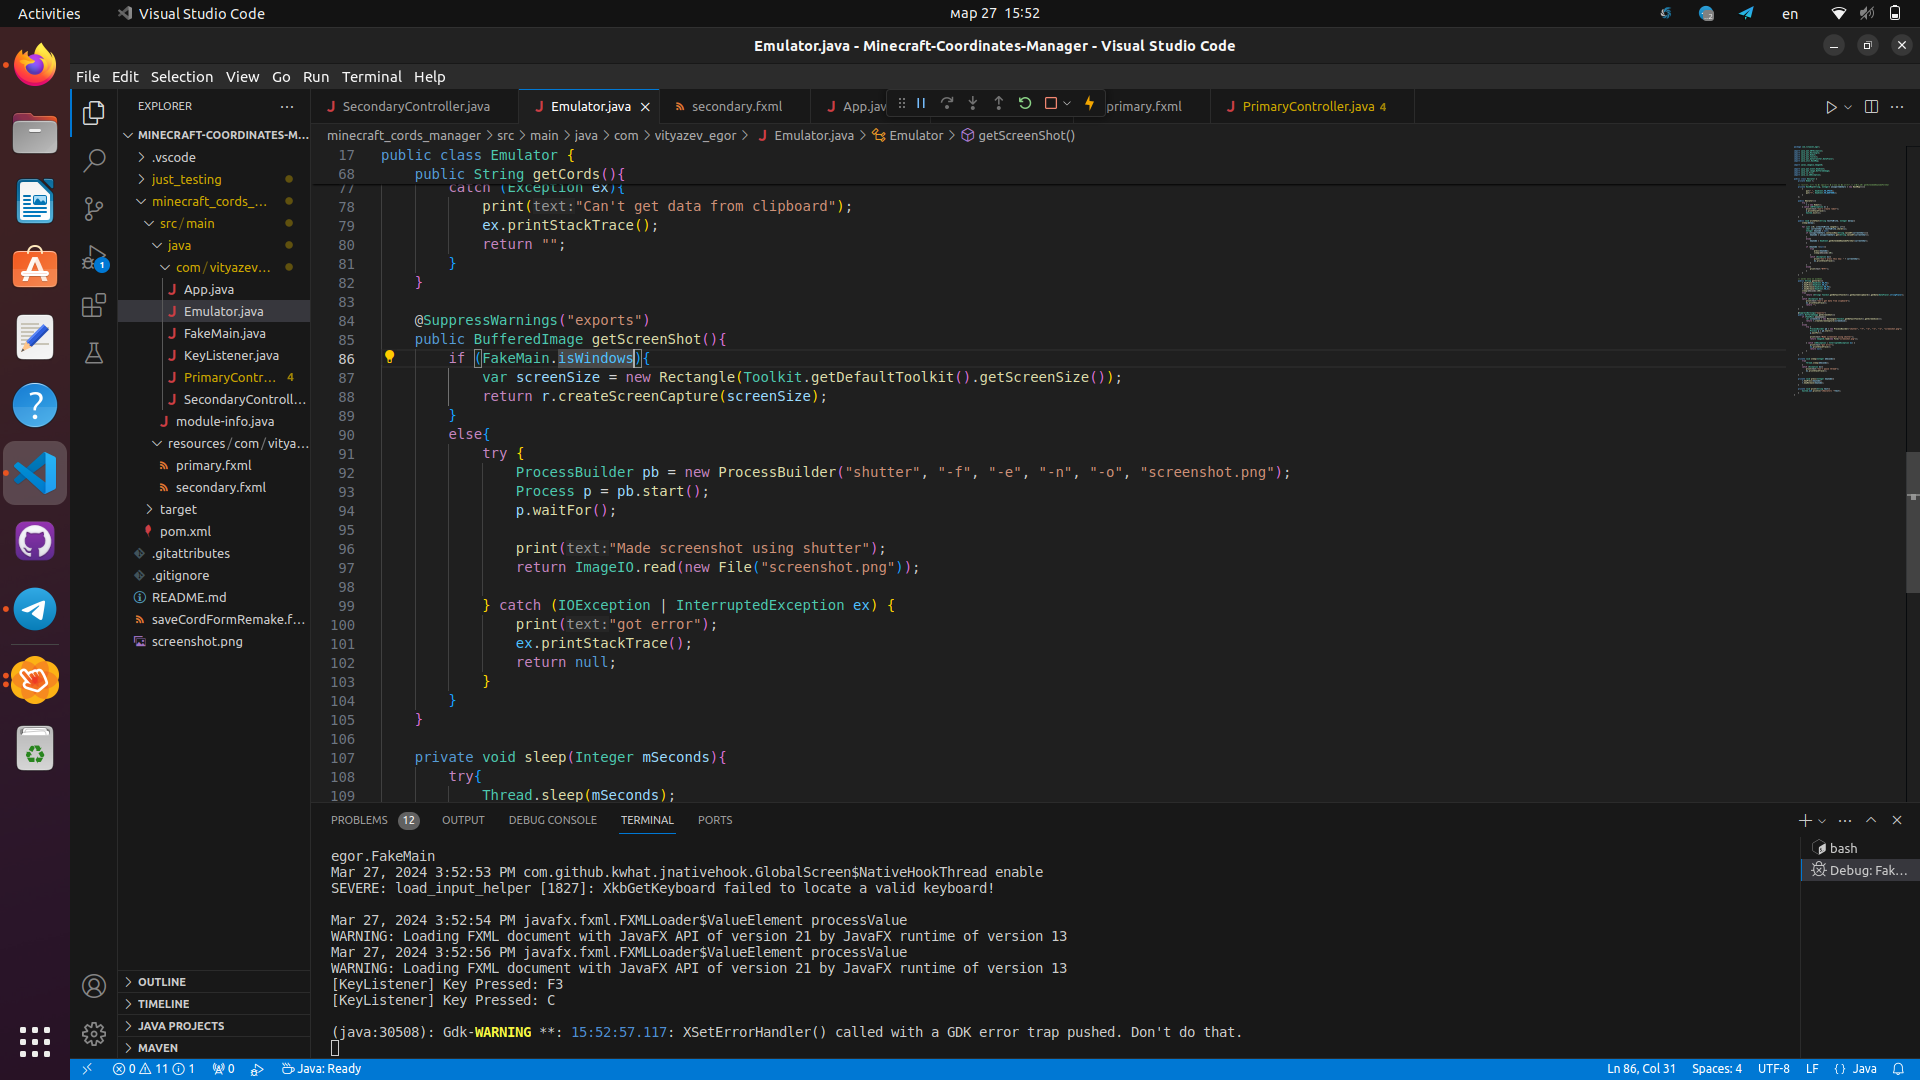 Activities
Visual Studio Code
мар 27 15:52
en
Emulator.java - Minecraft-Coordinates-Manager - Visual Studio Code
File Edit Selection View Go Run Terminal Help
EXPLORER
SecondaryController.java
Emulator.java
secondary.fxml
App.jav
primary.fxml
PrimaryController.java 4
MINECRAFT-COORDINATES-M...
.vscode
just_testing
minecraft_cords_...
src/main
java
com/vityazev...
App.java
Emulator.java
FakeMain.java
KeyListener.java
PrimaryContr... 4
SecondaryControll...
module-info.java
resources/com/vitya...
primary.fxml
secondary.fxml
target
pom.xml
.gitattributes
.gitignore
README.md
saveCordFormRemake.f...
screenshot.png
OUTLINE
TIMELINE
JAVA PROJECTS
MAVEN
minecraft_cords_manager > src > main > java > com > vityazev_egor > Emulator.java > Emulator > getScreenShot()
17 public class Emulator {
68 public String getCords(){
77 catch (Exception ex){
78 print(text:"Can't get data from clipboard");
79 ex.printStackTrace();
80 return "";
81 }
82 }
83
84 @SuppressWarnings("exports")
85 public BufferedImage getScreenShot(){
86 if (FakeMain.isWindows){
87 var screenSize = new Rectangle(Toolkit.getDefaultToolkit().getScreenSize());
88 return r.createScreenCapture(screenSize);
89 }
90 else{
91 try {
92 ProcessBuilder pb = new ProcessBuilder("shutter", "-f", "-e", "-n", "-o", "screenshot.png");
93 Process p = pb.start();
94 p.waitFor();
95
96 print(text:"Made screenshot using shutter");
97 return ImageIO.read(new File("screenshot.png"));
98
99 } catch (IOException | InterruptedException ex) {
100 print(text:"got error");
101 ex.printStackTrace();
102 return null;
103 }
104 }
105 }
106
107 private void sleep(Integer mSeconds){
108 try{
109 Thread.sleep(mSeconds);
PROBLEMS 12 OUTPUT DEBUG CONSOLE TERMINAL PORTS
egor.FakeMain
Mar 27, 2024 3:52:53 PM com.github.kwhat.jnativehook.GlobalScreen$NativeHookThread enable
SEVERE: load_input_helper [1827]: XkbGetKeyboard failed to locate a valid keyboard!
Mar 27, 2024 3:52:54 PM javafx.fxml.FXMLLoader$ValueElement processValue
WARNING: Loading FXML document with JavaFX API of version 21 by JavaFX runtime of version 13
Mar 27, 2024 3:52:56 PM javafx.fxml.FXMLLoader$ValueElement processValue
WARNING: Loading FXML document with JavaFX API of version 21 by JavaFX runtime of version 13
[KeyListener] Key Pressed: F3
[KeyListener] Key Pressed: C
(java:30508): Gdk-WARNING **: 15:52:57.117: XSetErrorHandler() called with a GDK error trap pushed. Don't do that.
bash
Debug: Fak...
0 11 1 0 Java: Ready
Ln 86, Col 31 Spaces: 4 UTF-8 LF {} Java